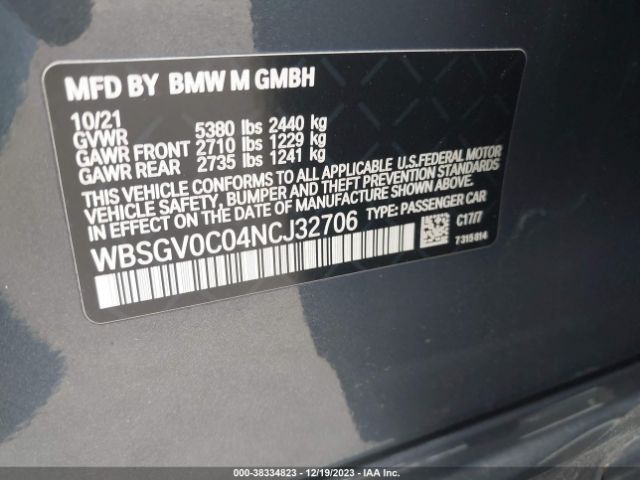 MFD BY BMW M GMBH
10/21
GVWR 5380 lbs 2440 kg
GAWR FRONT 2710 lbs 1229 kg
GAWR REAR 2735 lbs 1241 kg
THIS VEHICLE CONFORMS TO ALL APPLICABLE U.S.FEDERAL MOTOR
VEHICLE SAFETY, BUMPER AND THEFT PREVENTION STANDARDS
IN EFFECT ON THE DATE OF MANUFACTURE SHOWN ABOVE.
WBSGV0C04NCJ32706 TYPE: PASSENGER CAR C17/7
7315814
000-38334823 - 12/19/2023 - IAAI.com